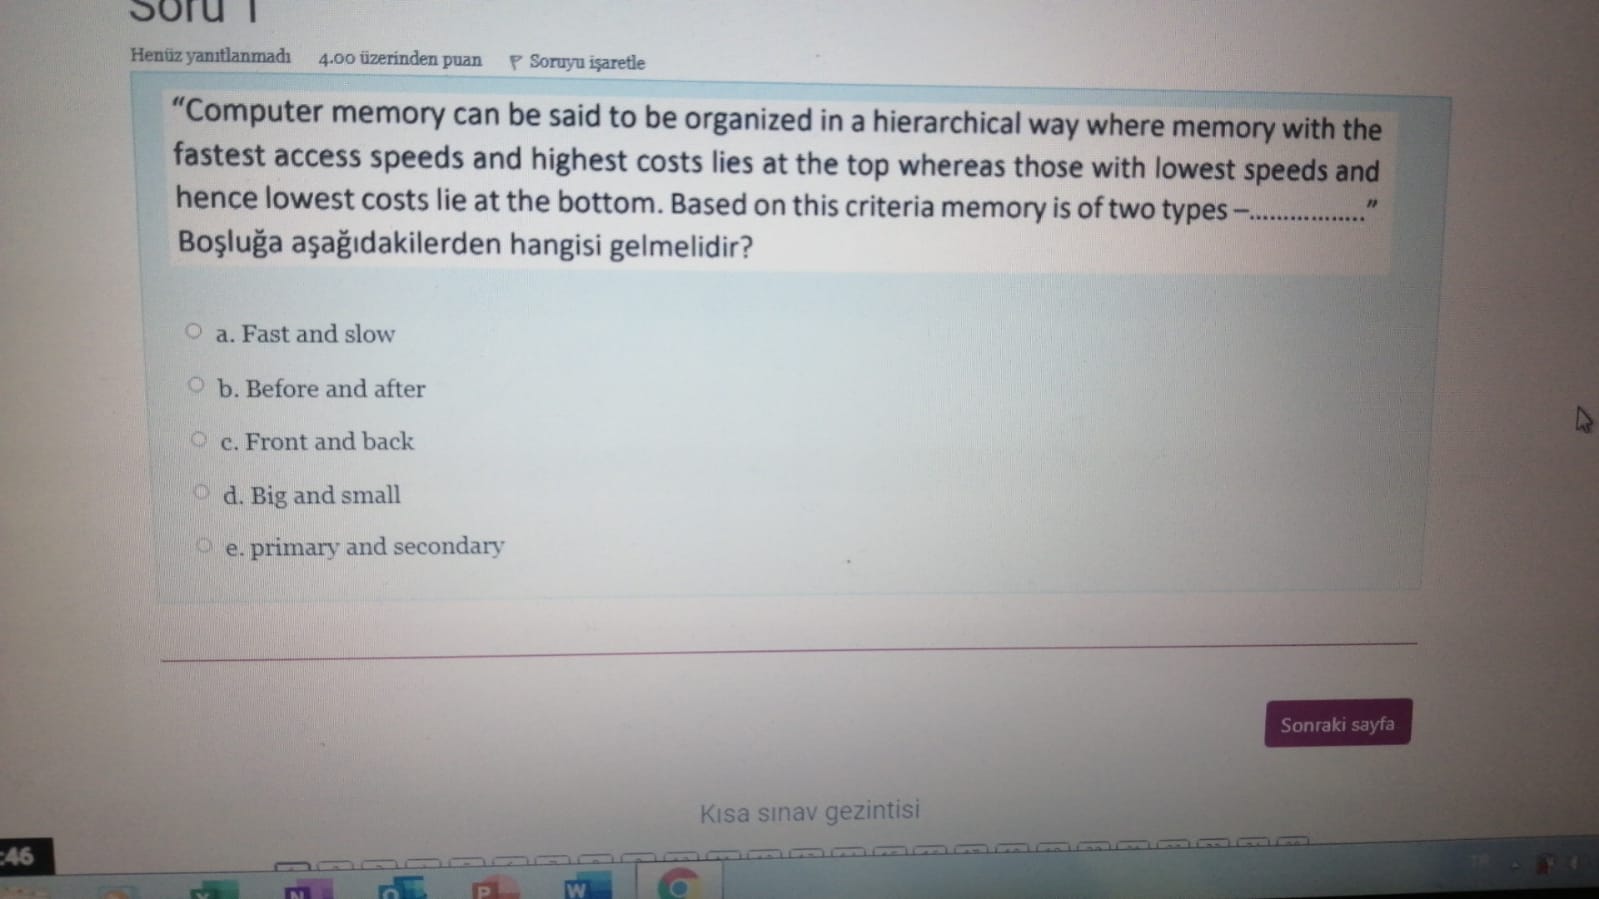 Soru 1
Henüz yanıtlanmadı 4.00 üzerinden puan Soruyu işaretle
“Computer memory can be said to be organized in a hierarchical way where memory with the
fastest access speeds and highest costs lies at the top whereas those with lowest speeds and
hence lowest costs lie at the bottom. Based on this criteria memory is of two types –.................”
Boşluğa aşağıdakilerden hangisi gelmelidir?
a. Fast and slow
b. Before and after
c. Front and back
d. Big and small
e. primary and secondary
Sonraki sayfa
Kısa sınav gezintisi
:46
TR
N
P
W